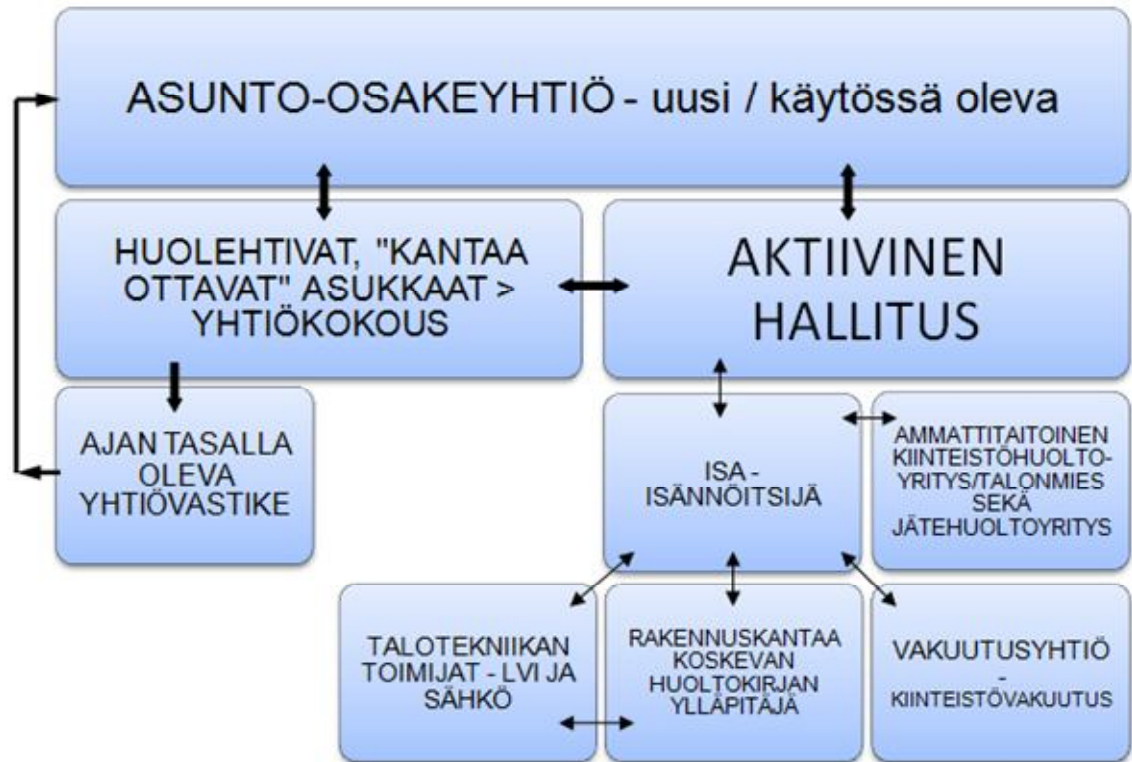 ASUNTO-OSAKEYHTIÖ - uusi / käytössä oleva
HUOLEHTIVAT, "KANTAA
OTTAVAT" ASUKKAAT >
YHTIÖKOKOUS
AKTIIVINEN
HALLITUS
AJAN TASALLA
OLEVA
YHTIÖVASTIKE
ISA -
ISÄNNÖITSIJÄ
AMMATTITAITOINEN
KIINTEISTÖHUOLTO-
YRITYS/TALONMIES
SEKÄ
JÄTEHUOLTOYRITYS
TALOTEKNIIKAN
TOIMIJAT - LVI JA
SÄHKÖ
RAKENNUSKANTAA
KOSKEVAN
HUOLTOKIRJAN
YLLÄPITÄJÄ
VAKUUTUSYHTIÖ
-
KIINTEISTÖVAKUUTUS